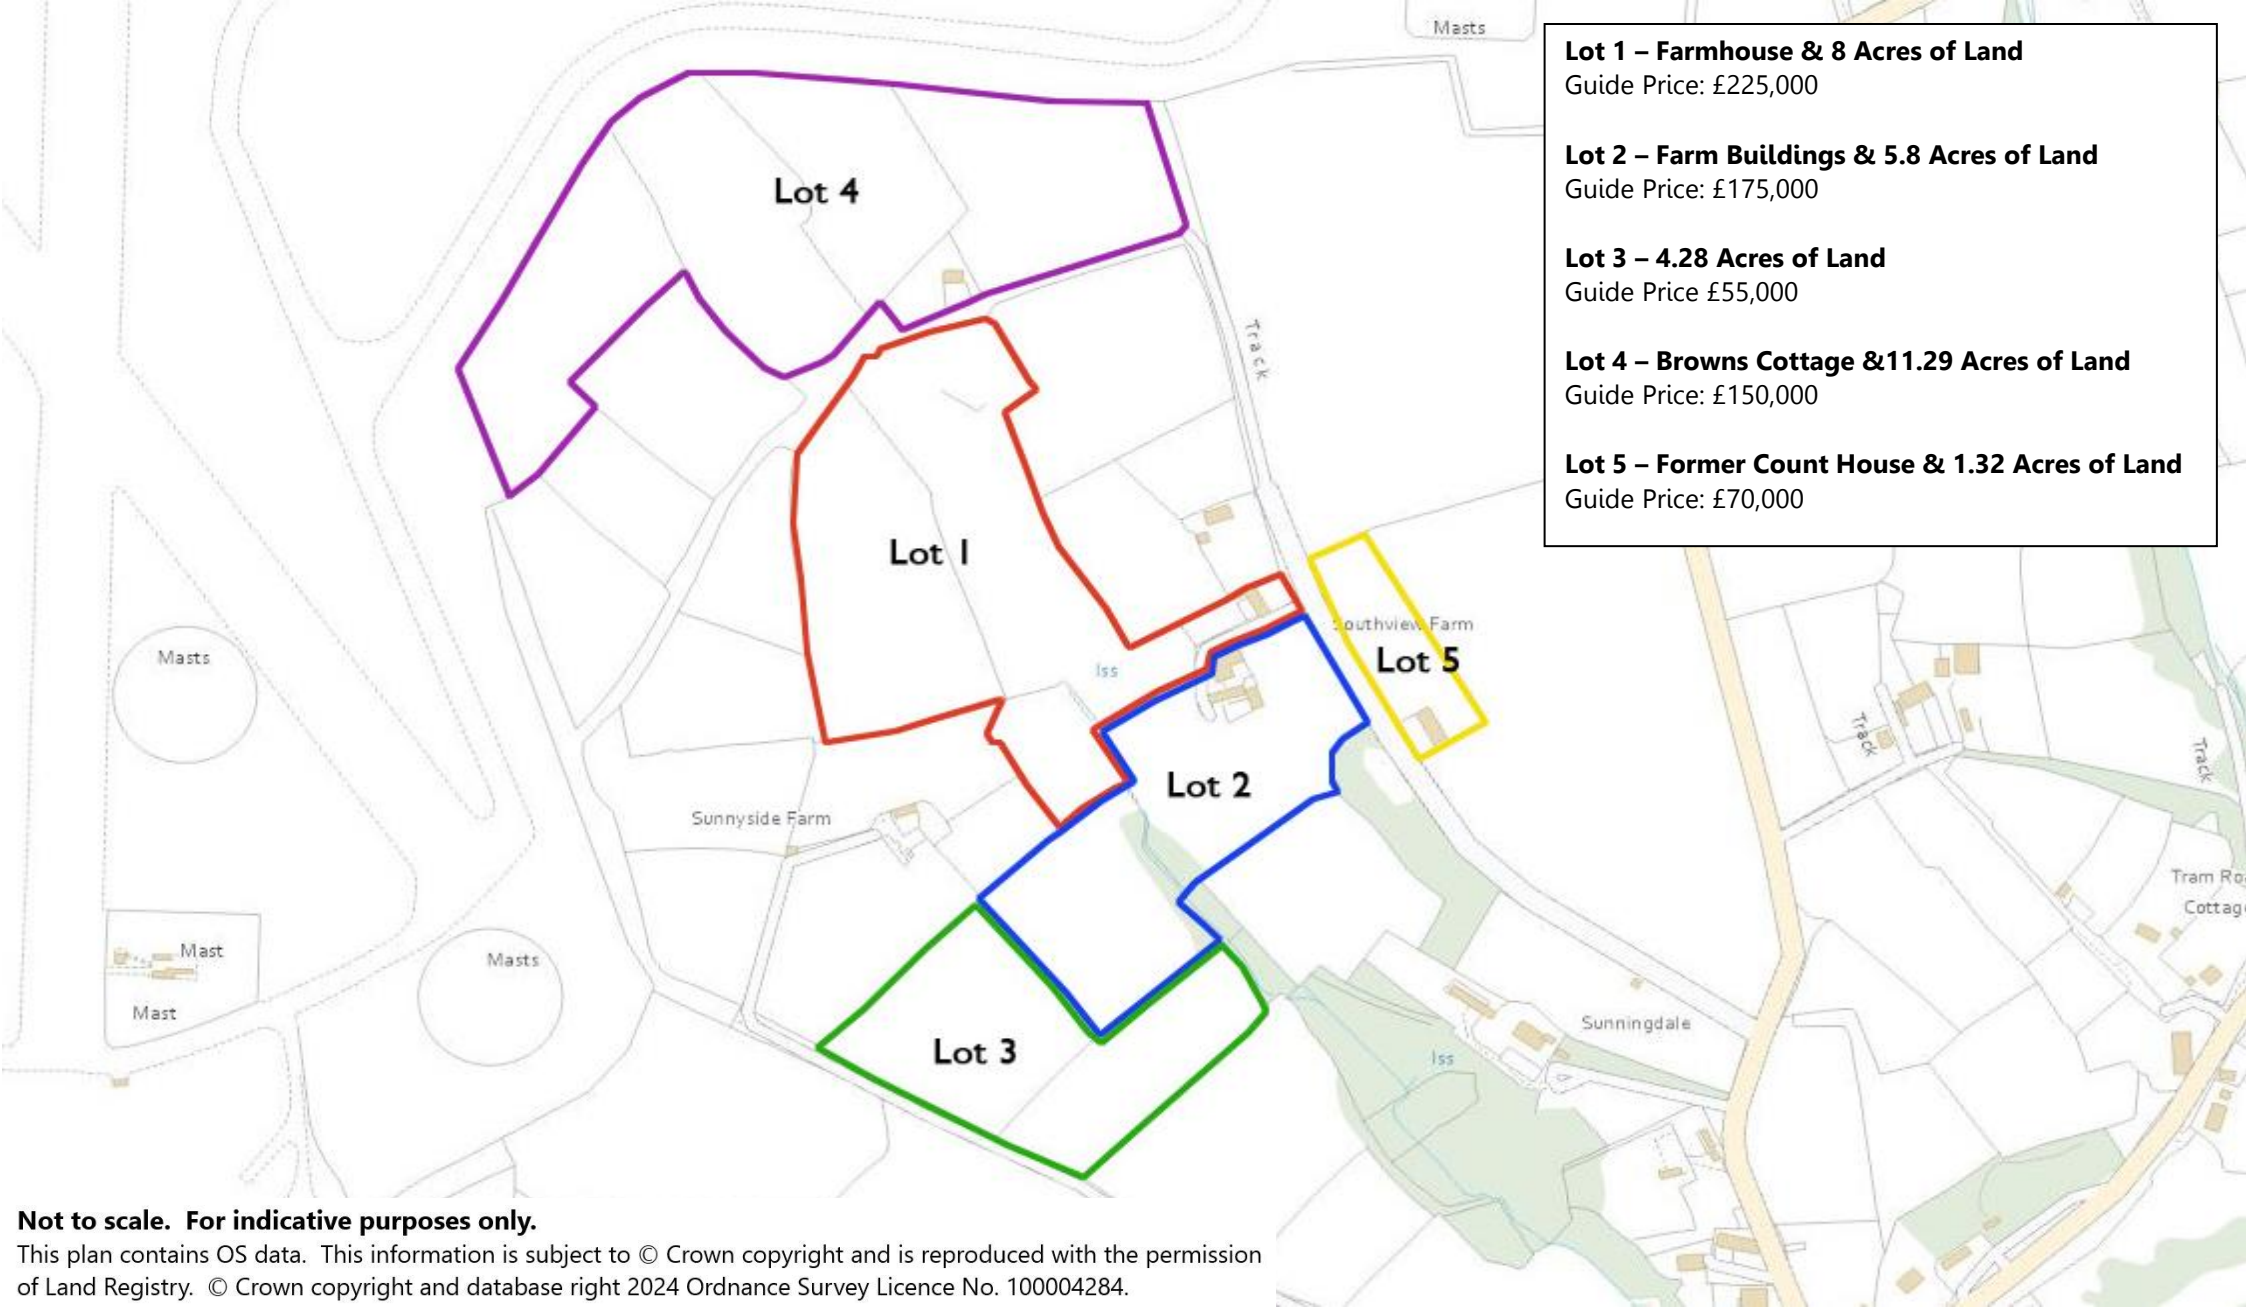 Masts
Lot 1 – Farmhouse & 8 Acres of Land
Guide Price: £225,000
Lot 2 – Farm Buildings & 5.8 Acres of Land
Guide Price: £175,000
Lot 3 – 4.28 Acres of Land
Guide Price £55,000
Lot 4 – Browns Cottage &11.29 Acres of Land
Guide Price: £150,000
Lot 5 – Former Count House & 1.32 Acres of Land
Guide Price: £70,000
Lot 4
Track
Lot 1
Southview Farm
Lot 5
Iss
Masts
Lot 2
Track
Track
Sunnyside Farm
Tram Ro
Cottag
Mast
Masts
Mast
Lot 3
Sunningdale
Iss
Not to scale.  For indicative purposes only.
This plan contains OS data.  This information is subject to © Crown copyright and is reproduced with the permission
of Land Registry.  © Crown copyright and database right 2024 Ordnance Survey Licence No. 100004284.